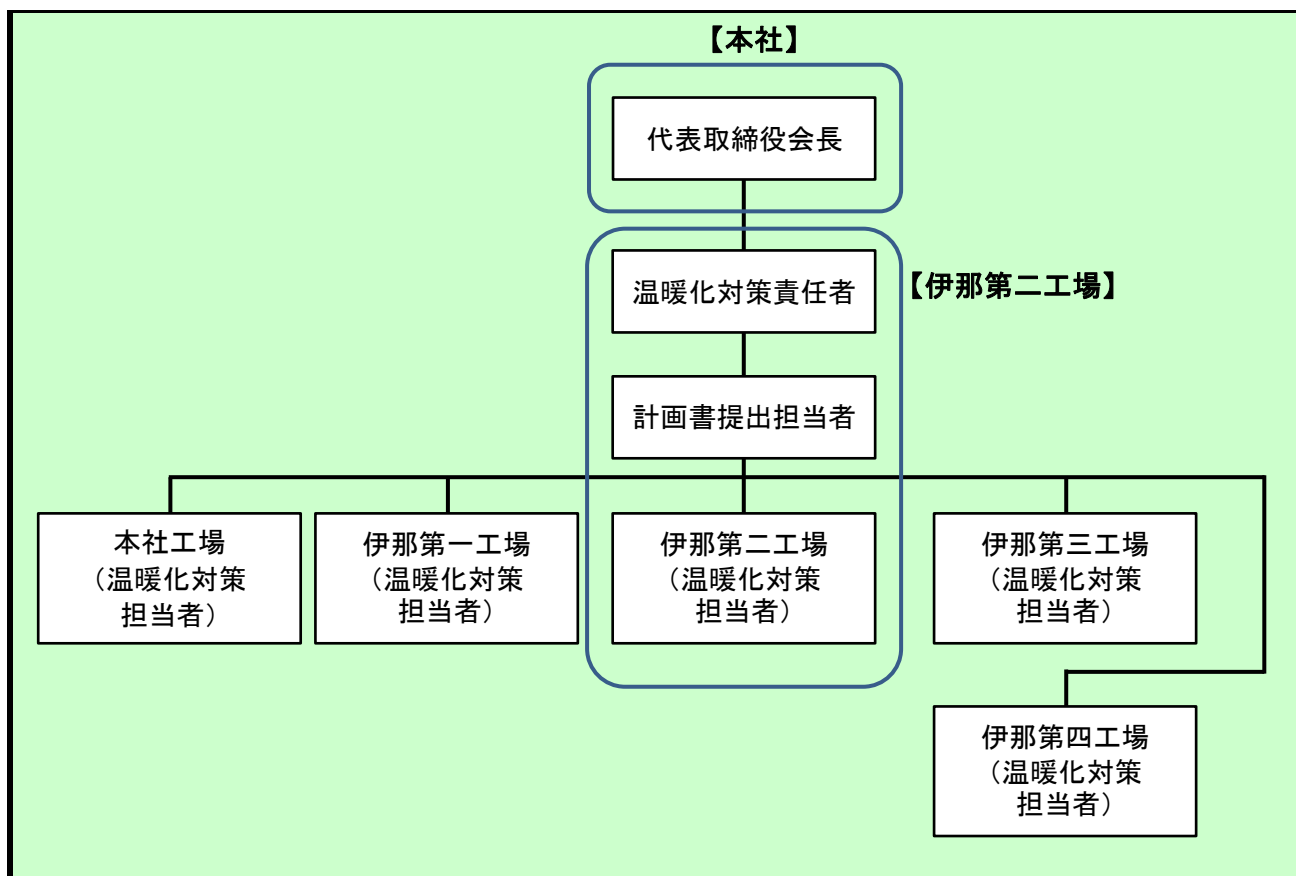 【本社】
代表取締役会長
温暖化対策責任者
【伊那第二工場】
計画書提出担当者
本社工場
（温暖化対策
担当者）
伊那第一工場
（温暖化対策
担当者）
伊那第二工場
（温暖化対策
担当者）
伊那第三工場
（温暖化対策
担当者）
伊那第四工場
（温暖化対策
担当者）